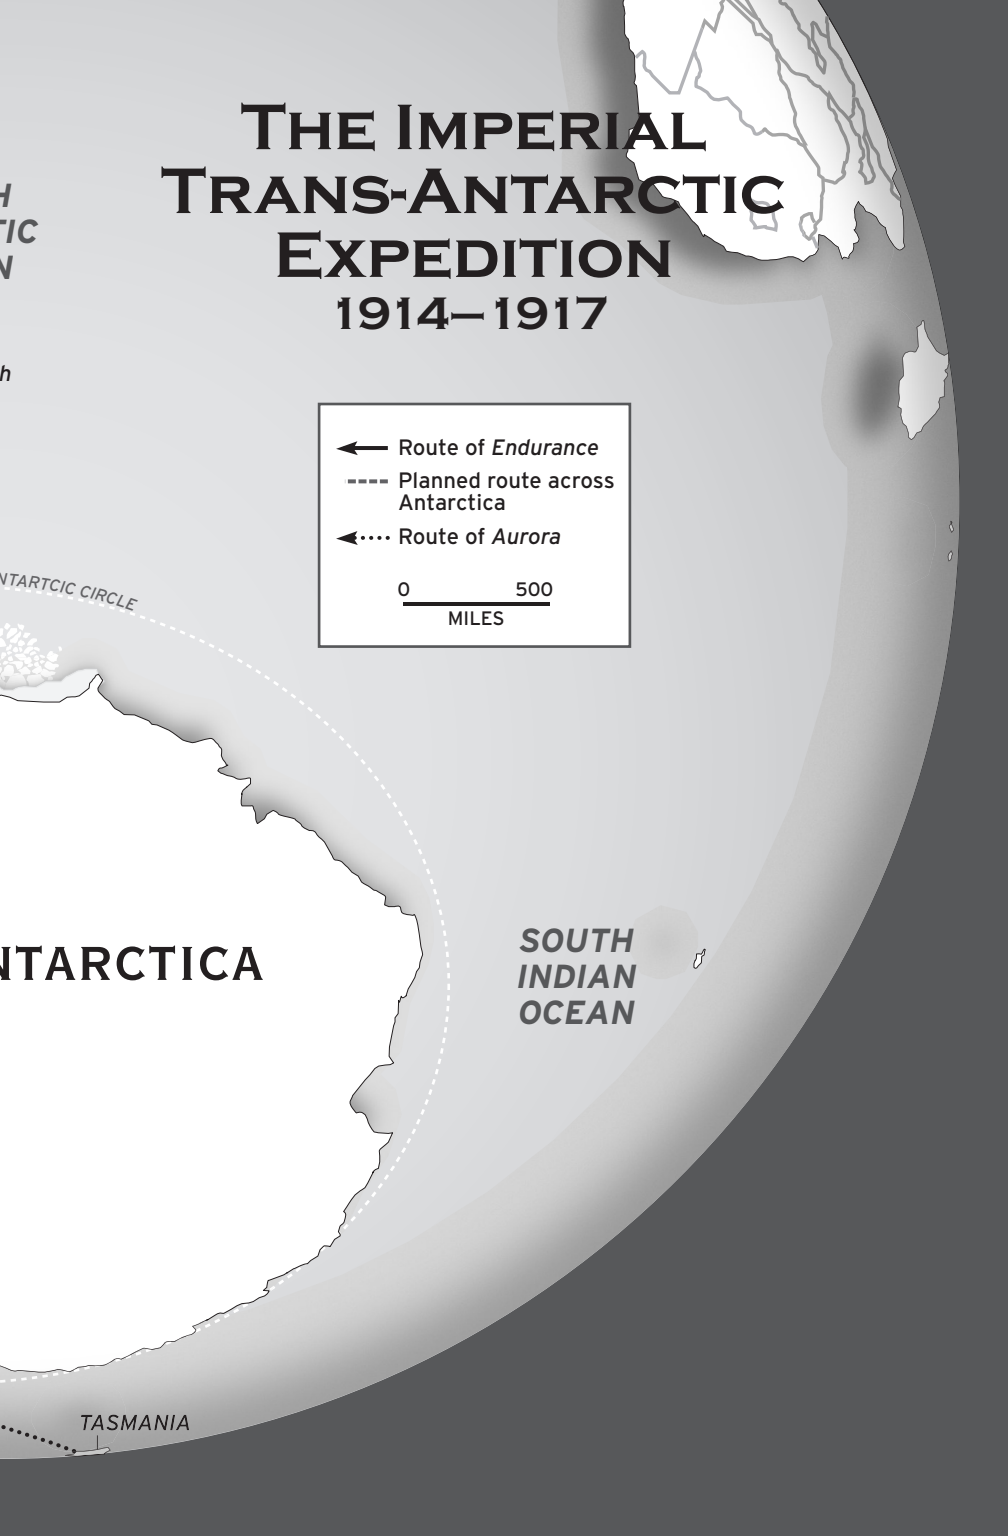 THE IMPERIAL
TRANS-ANTARCTIC
EXPEDITION
1914–1917
H
TIC
N
h
Route of Endurance
Planned route across
Antarctica
Route of Aurora
0 500
MILES
NTARTCIC CIRCLE
NTARCTICA
SOUTH
INDIAN
OCEAN
TASMANIA